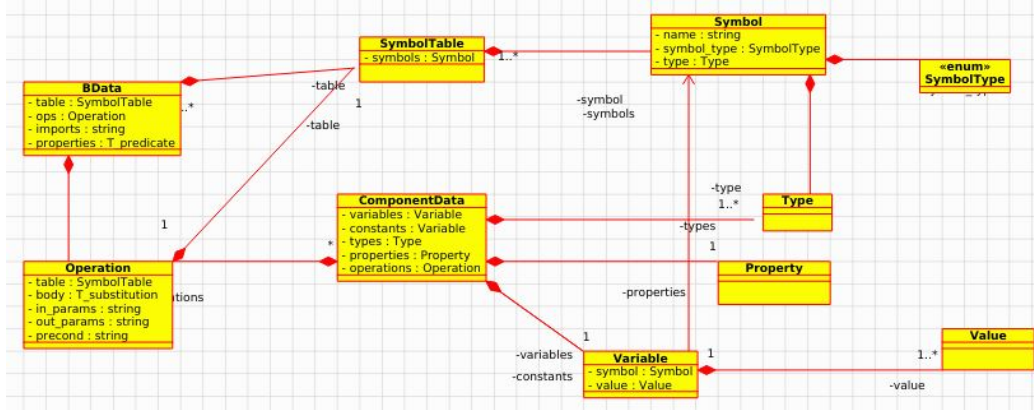 Symbol
- name : string
- symbol_type : SymbolType
- type : Type
SymbolTable
- symbols : Symbol
1..*
«enum»
SymbolType
BData
- table : SymbolTable
- ops : Operation
- imports : string
- properties : T_predicate
..*
-table
1
-table
-symbol
-symbols
ComponentData
- variables : Variable
- constants : Variable
- types : Type
- properties : Property
- operations : Operation
-type
1..*
Type
-types
1
*
1
Operation
- table : SymbolTable
- body : T_substitution
- in_params : string
- out_params : string
- precond : string
ations
Property
-properties
1
-variables
-constants
Variable
- symbol : Symbol
- value : Value
1
1..*
-value
Value